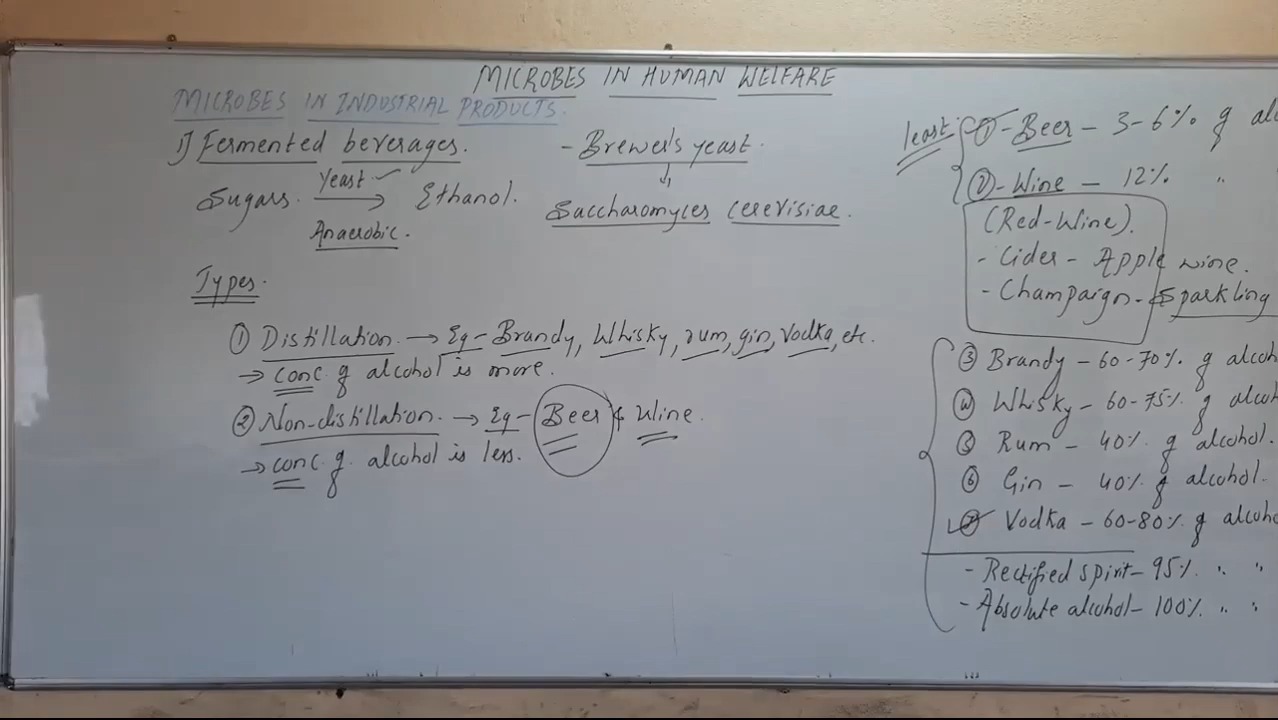 MICROBES IN HUMAN WELFARE
MICROBES IN INDUSTRIAL PRODUCTS.
1) Fermented beverages.
Sugars. Yeast ✓ → Ethanol.
Anaerobic.
- Brewer's yeast.
↓
Saccharomyces cerevisiae.
Types.
① Distillation. → Eg- Brandy, Whisky, rum, gin, Vodka, etc.
→ conc. of alcohol is more.
② Non-distillation. → Eg- Beer & Wine.
→ conc. of alcohol is less.
least. ① - Beer - 3-6% of al
② - Wine - 12% " 
(Red-Wine).
- Cider - Apple wine.
- Champaign - Sparkling
③ Brandy - 60-70% of alcoh
④ Whisky - 60-75% of alcoh
⑤ Rum - 40% of alcohol.
⑥ Gin - 40% of alcohol.
⑦ Vodka - 60-80% of alcoho
- Rectified spirit - 95% " "
- Absolute alcohol - 100% " "